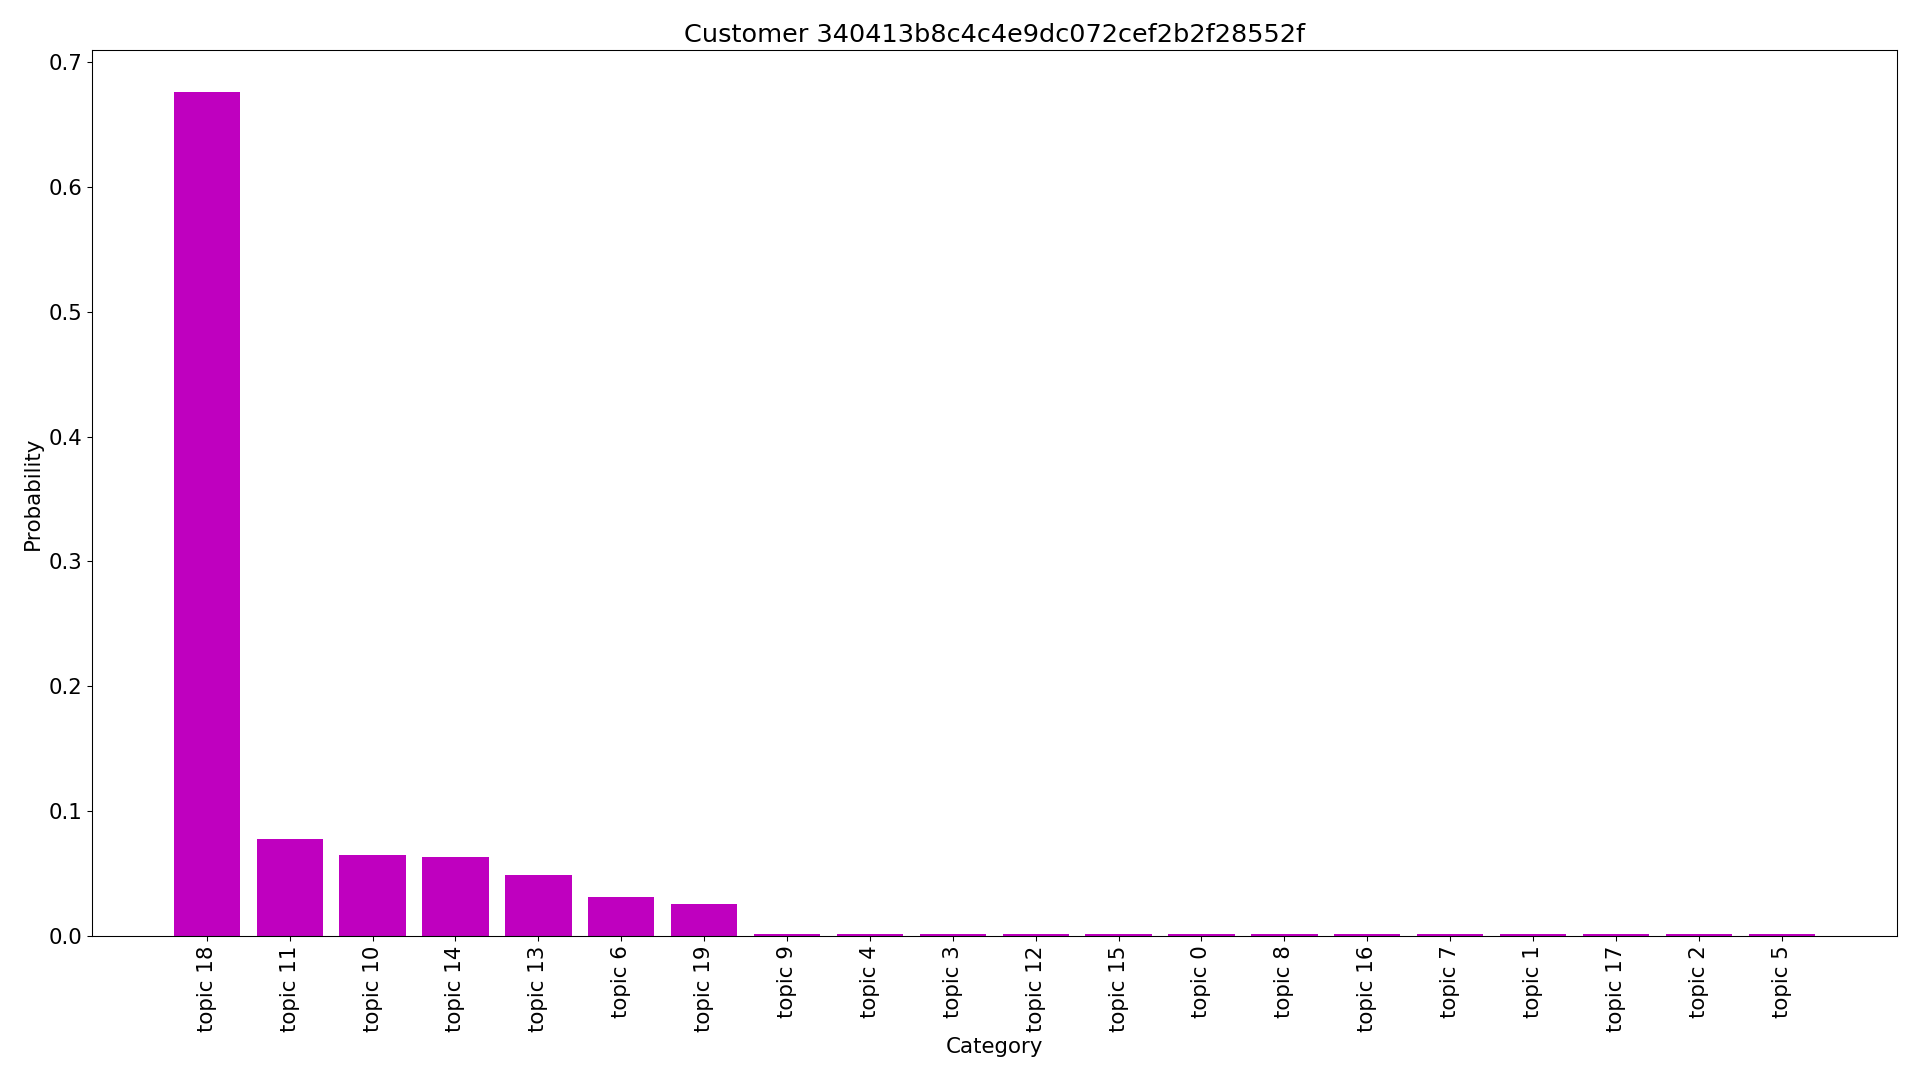 Customer 340413b8c4c4e9dc072cef2b2f28552f
0.7
0.6
0.5
0.4
0.3
0.2
0.1
0.0
Probability
topic 18
topic 11
topic 10
topic 14
topic 13
topic 6
topic 19
topic 9
topic 4
topic 3
topic 12
topic 15
topic 0
topic 8
topic 16
topic 7
topic 1
topic 17
topic 2
topic 5
Category